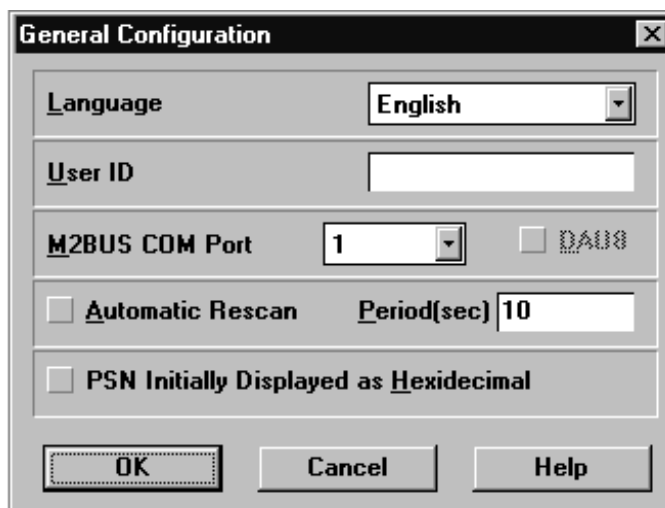 General Configuration
Language English
User ID
M2BUS COM Port 1 DAU8
Automatic Rescan Period(sec) 10
PSN Initially Displayed as Hexidecimal
OK Cancel Help